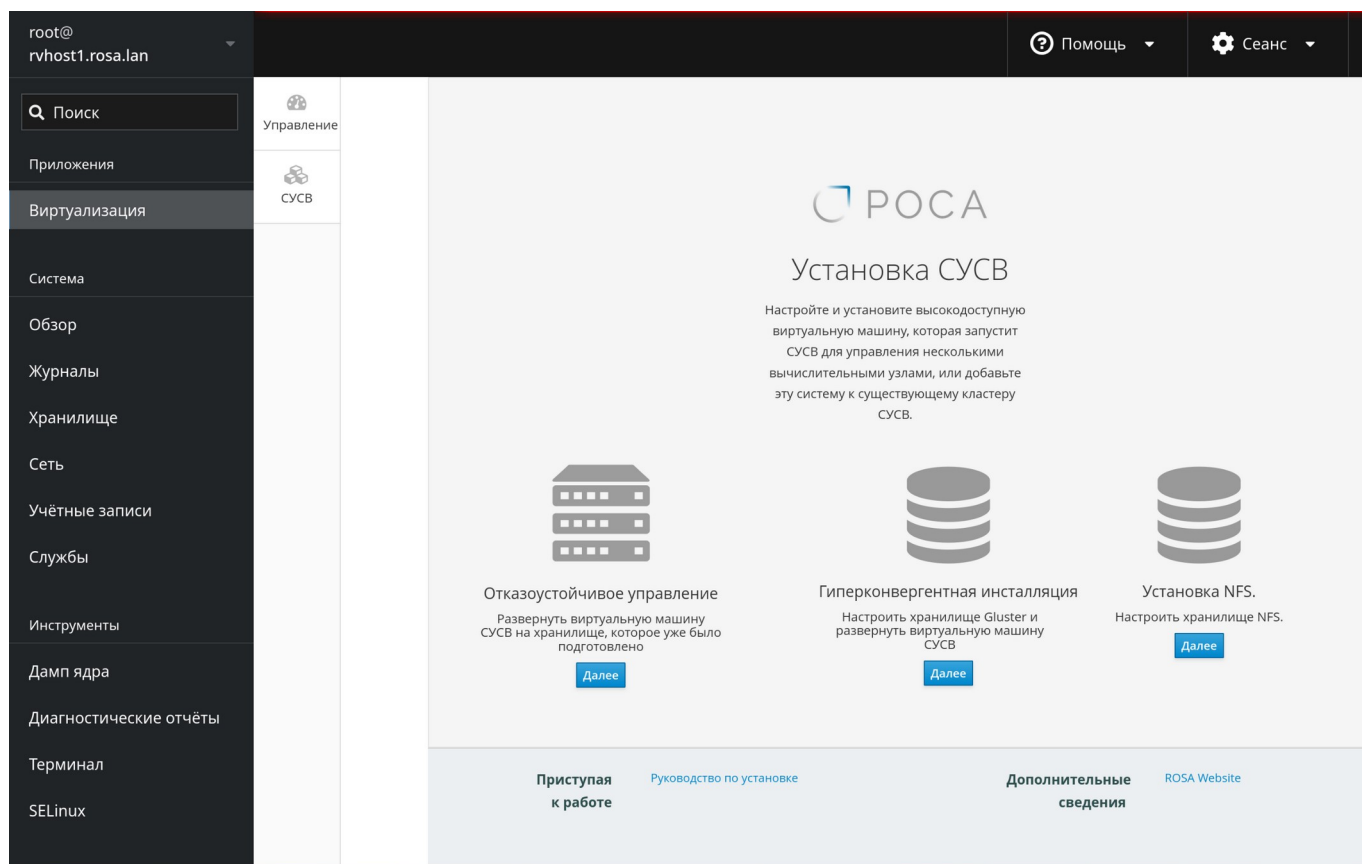 root@
rvhost1.rosa.lan
Помощь
Сеанс
Поиск
Приложения
Виртуализация
Система
Обзор
Журналы
Хранилище
Сеть
Учётные записи
Службы
Инструменты
Дамп ядра
Диагностические отчёты
Терминал
SELinux
Управление
СУСВ
РОСА
Установка СУСВ
Настройте и установите высокодоступную
виртуальную машину, которая запустит
СУСВ для управления несколькими
вычислительными узлами, или добавьте
эту систему к существующему кластеру
СУСВ.
Отказоустойчивое управление
Развернуть виртуальную машину
СУСВ на хранилище, которое уже было
подготовлено
Далее
Гиперконвергентная инсталляция
Настроить хранилище Gluster и
развернуть виртуальную машину
СУСВ
Далее
Установка NFS.
Настроить хранилище NFS.
Далее
Приступая
к работе
Руководство по установке
Дополнительные
сведения
ROSA Website